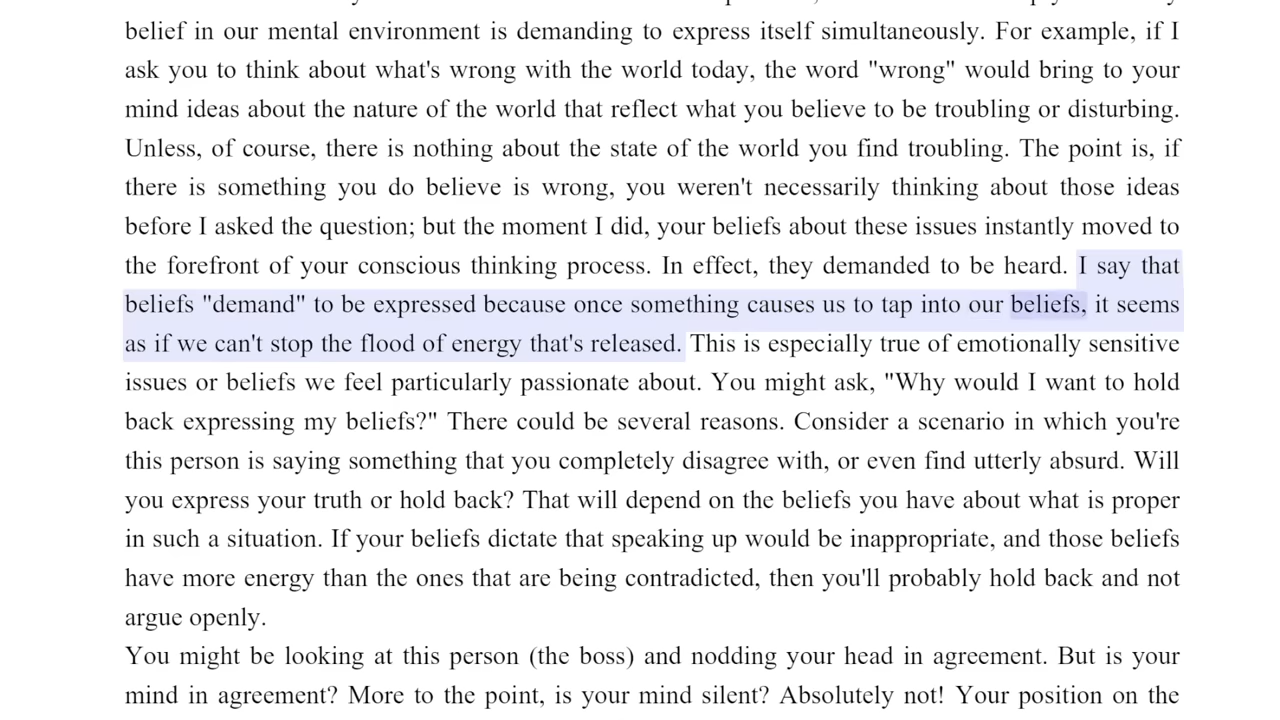 belief in our mental environment is demanding to express itself simultaneously. For example, if I
ask you to think about what's wrong with the world today, the word "wrong" would bring to your
mind ideas about the nature of the world that reflect what you believe to be troubling or disturbing.
Unless, of course, there is nothing about the state of the world you find troubling. The point is, if
there is something you do believe is wrong, you weren't necessarily thinking about those ideas
before I asked the question; but the moment I did, your beliefs about these issues instantly moved to
the forefront of your conscious thinking process. In effect, they demanded to be heard. I say that
beliefs "demand" to be expressed because once something causes us to tap into our beliefs, it seems
as if we can't stop the flood of energy that's released. This is especially true of emotionally sensitive
issues or beliefs we feel particularly passionate about. You might ask, "Why would I want to hold
back expressing my beliefs?" There could be several reasons. Consider a scenario in which you're
this person is saying something that you completely disagree with, or even find utterly absurd. Will
you express your truth or hold back? That will depend on the beliefs you have about what is proper
in such a situation. If your beliefs dictate that speaking up would be inappropriate, and those beliefs
have more energy than the ones that are being contradicted, then you'll probably hold back and not
argue openly.
You might be looking at this person (the boss) and nodding your head in agreement. But is your
mind in agreement? More to the point, is your mind silent? Absolutely not! Your position on the